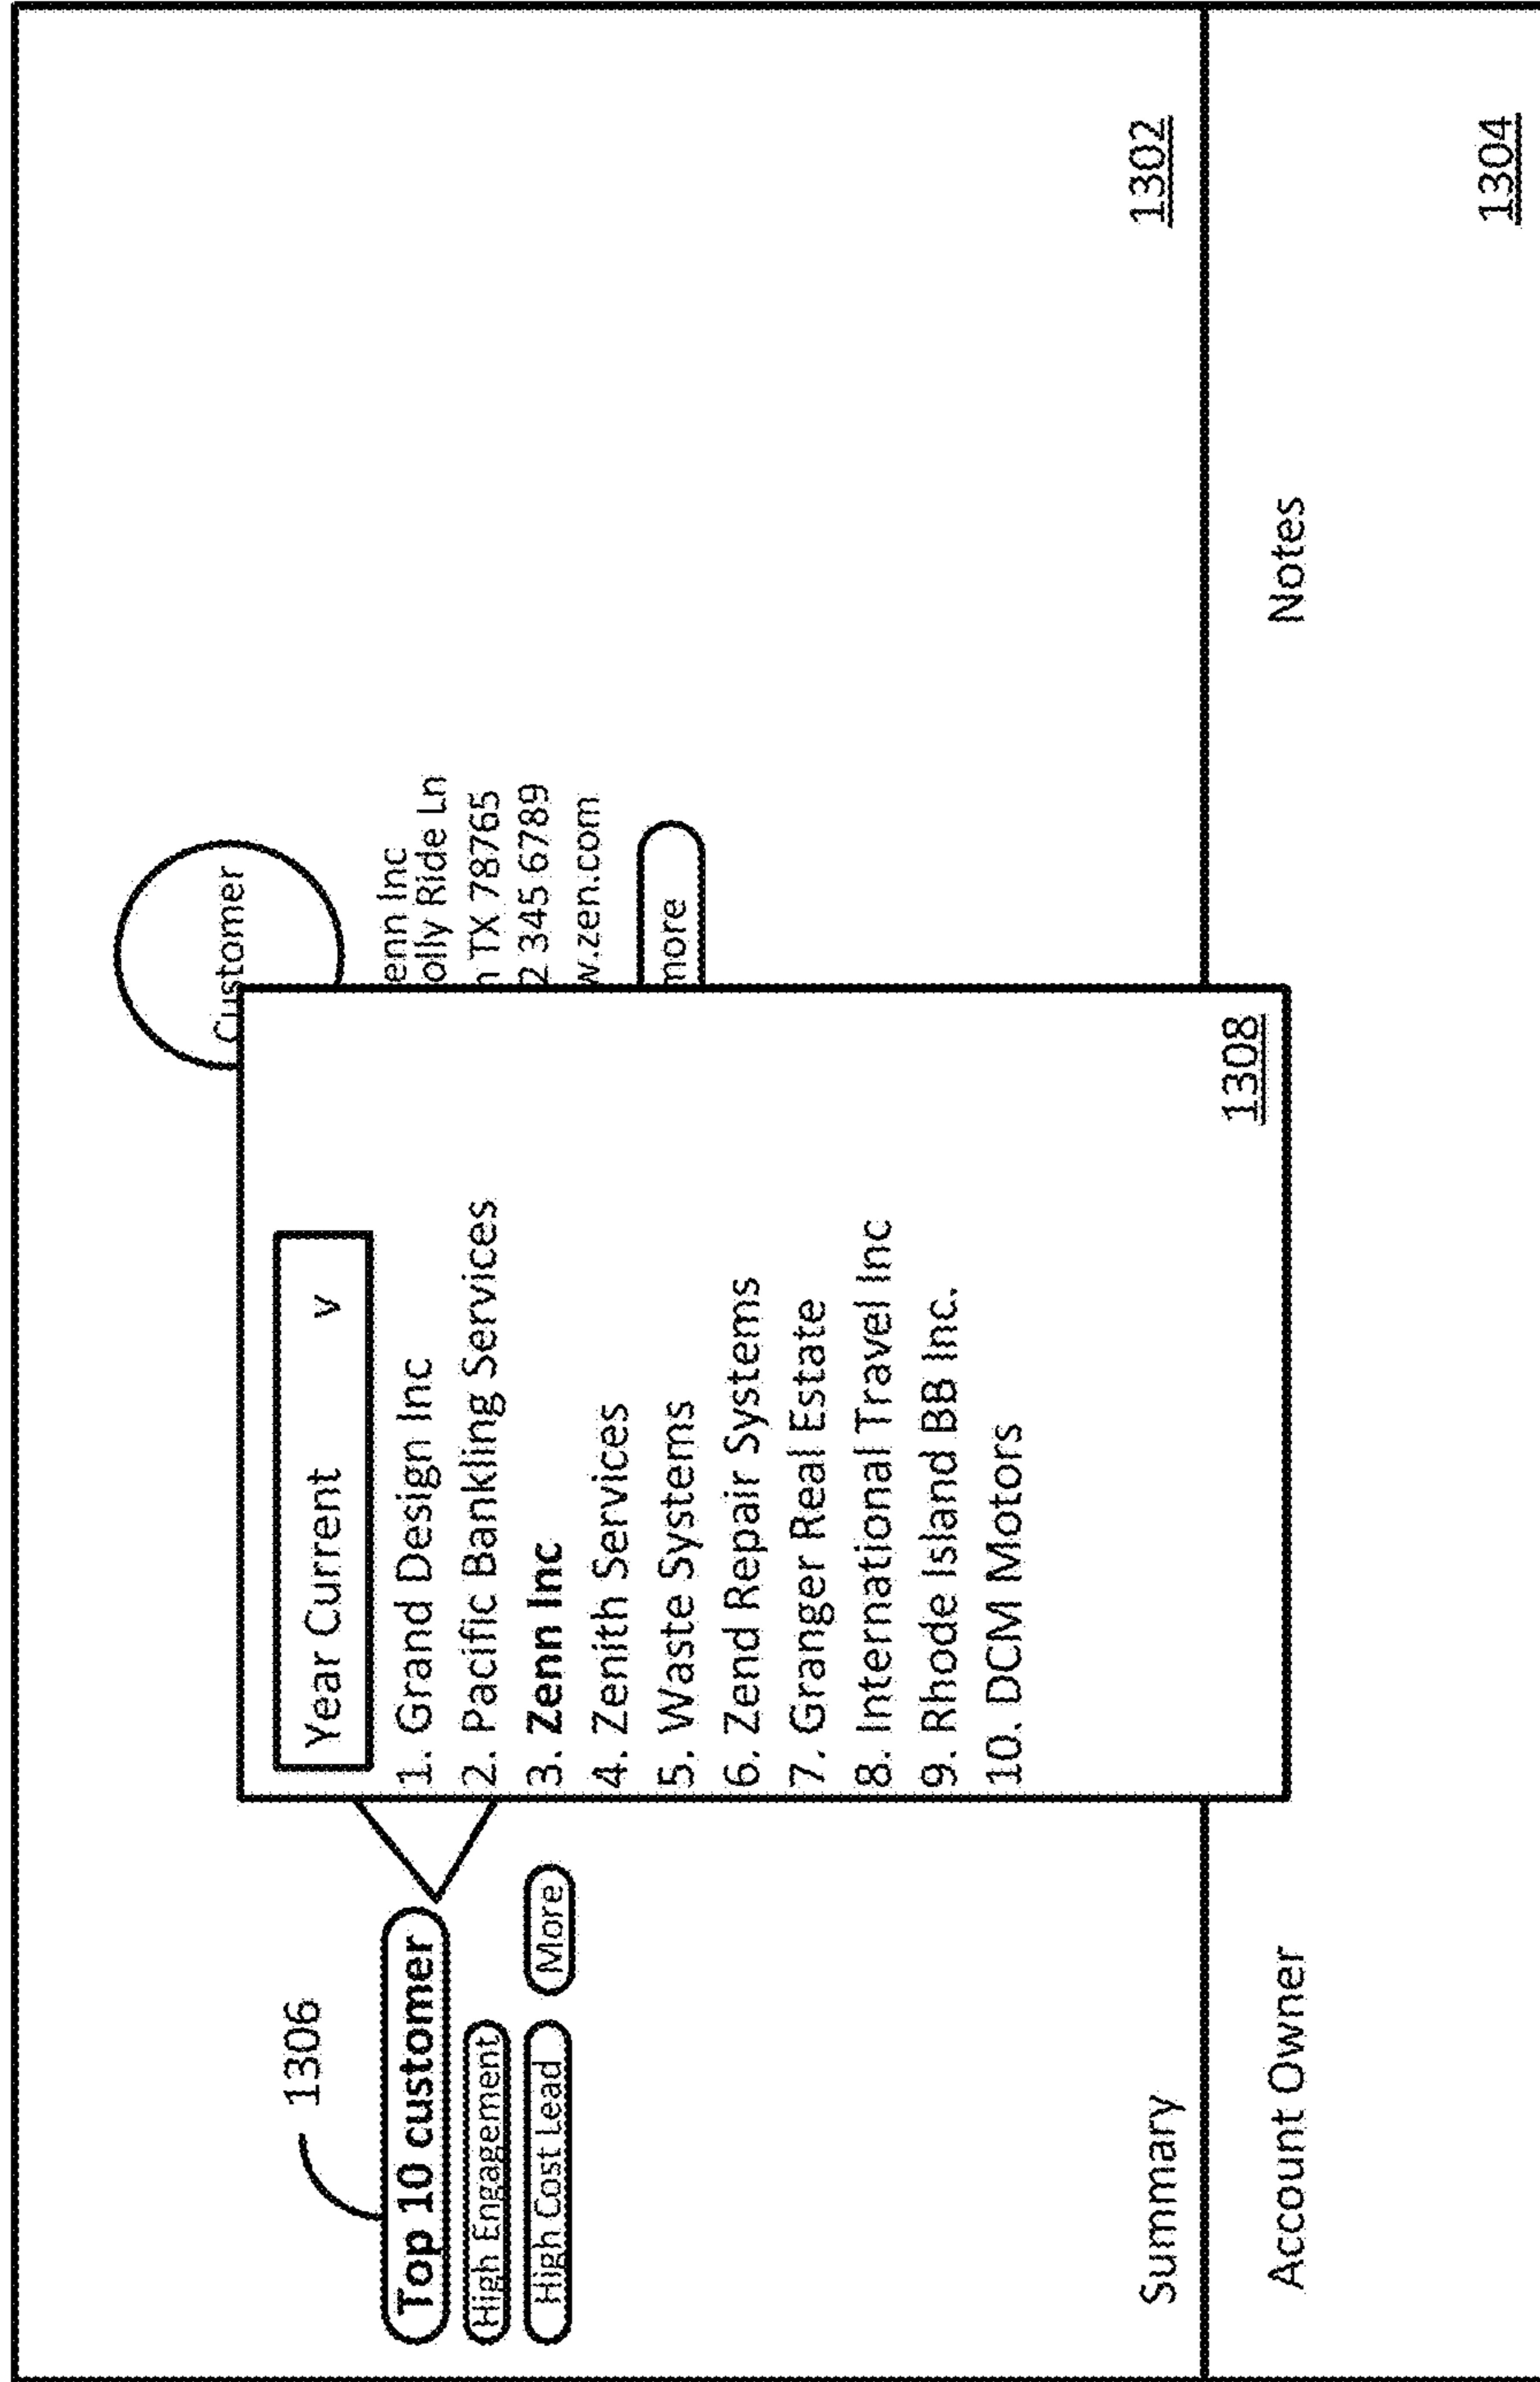 1306
Top 10 customer
High Engagement
High Cost Lead
More
Year Current v
1. Grand Design Inc
2. Pacific Bankling Services
3. Zenn Inc
4. Zenith Services
5. Waste Systems
6. Zend Repair Systems
7. Granger Real Estate
8. International Travel Inc
9. Rhode Island BB Inc.
10. DCM Motors
1308
Customer
enn Inc
olly Ride Ln
n TX 78765
2 345 6789
w.zen.com
more
Summary
1302
Account Owner
Notes
1304